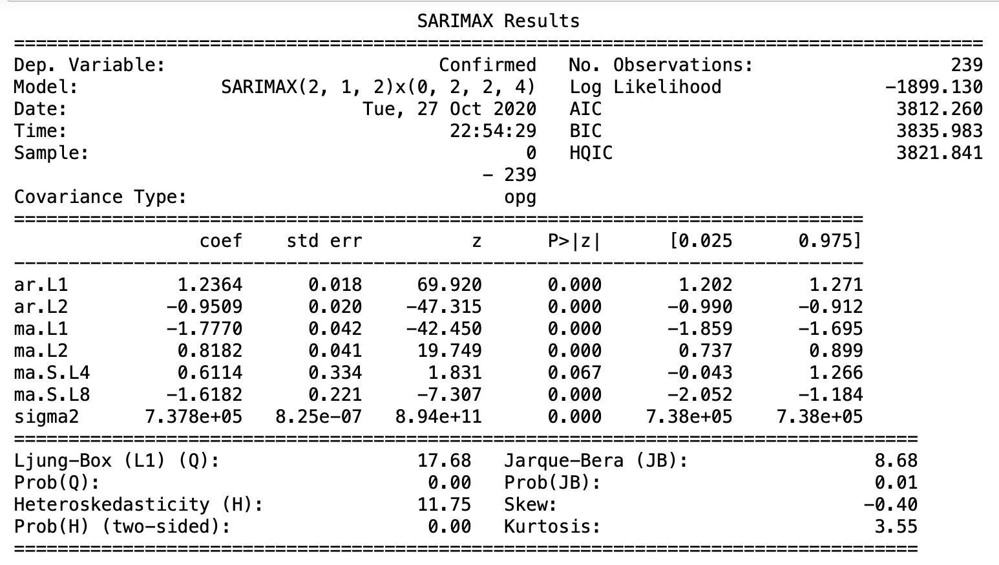 SARIMAX Results
==========================================================================================
Dep. Variable: Confirmed No. Observations: 239
Model: SARIMAX(2, 1, 2)x(0, 2, 2, 4) Log Likelihood -1899.130
Date: Tue, 27 Oct 2020 AIC 3812.260
Time: 22:54:29 BIC 3835.983
Sample: 0 HQIC 3821.841
- 239
Covariance Type: opg
==============================================================================
coef std err z P>|z| [0.025 0.975]
------------------------------------------------------------------------------
ar.L1 1.2364 0.018 69.920 0.000 1.202 1.271
ar.L2 -0.9509 0.020 -47.315 0.000 -0.990 -0.912
ma.L1 -1.7770 0.042 -42.450 0.000 -1.859 -1.695
ma.L2 0.8182 0.041 19.749 0.000 0.737 0.899
ma.S.L4 0.6114 0.334 1.831 0.067 -0.043 1.266
ma.S.L8 -1.6182 0.221 -7.307 0.000 -2.052 -1.184
sigma2 7.378e+05 8.25e-07 8.94e+11 0.000 7.38e+05 7.38e+05
===================================================================================
Ljung-Box (L1) (Q): 17.68 Jarque-Bera (JB): 8.68
Prob(Q): 0.00 Prob(JB): 0.01
Heteroskedasticity (H): 11.75 Skew: -0.40
Prob(H) (two-sided): 0.00 Kurtosis: 3.55
===================================================================================